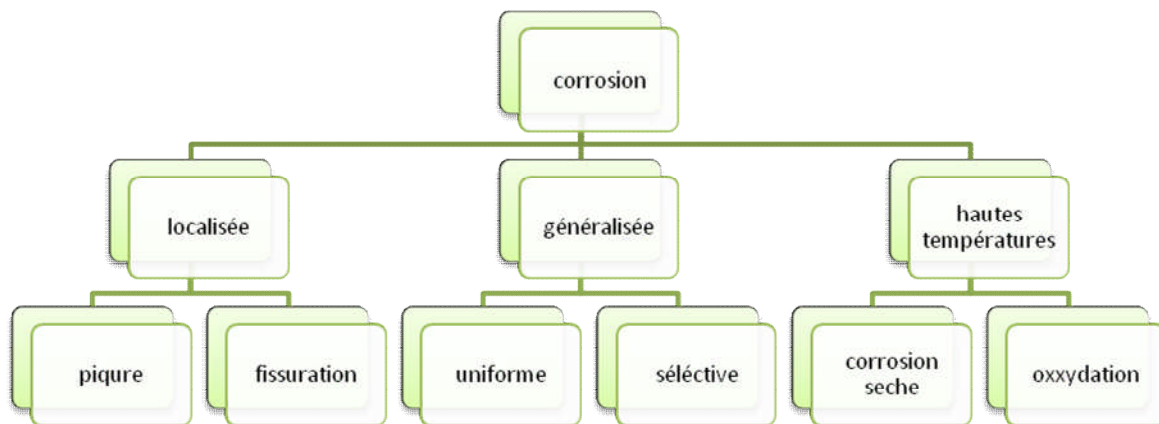 corrosion
localisée
généralisée
hautes
températures
piqure
fissuration
uniforme
séléctive
corrosion
seche
oxxydation